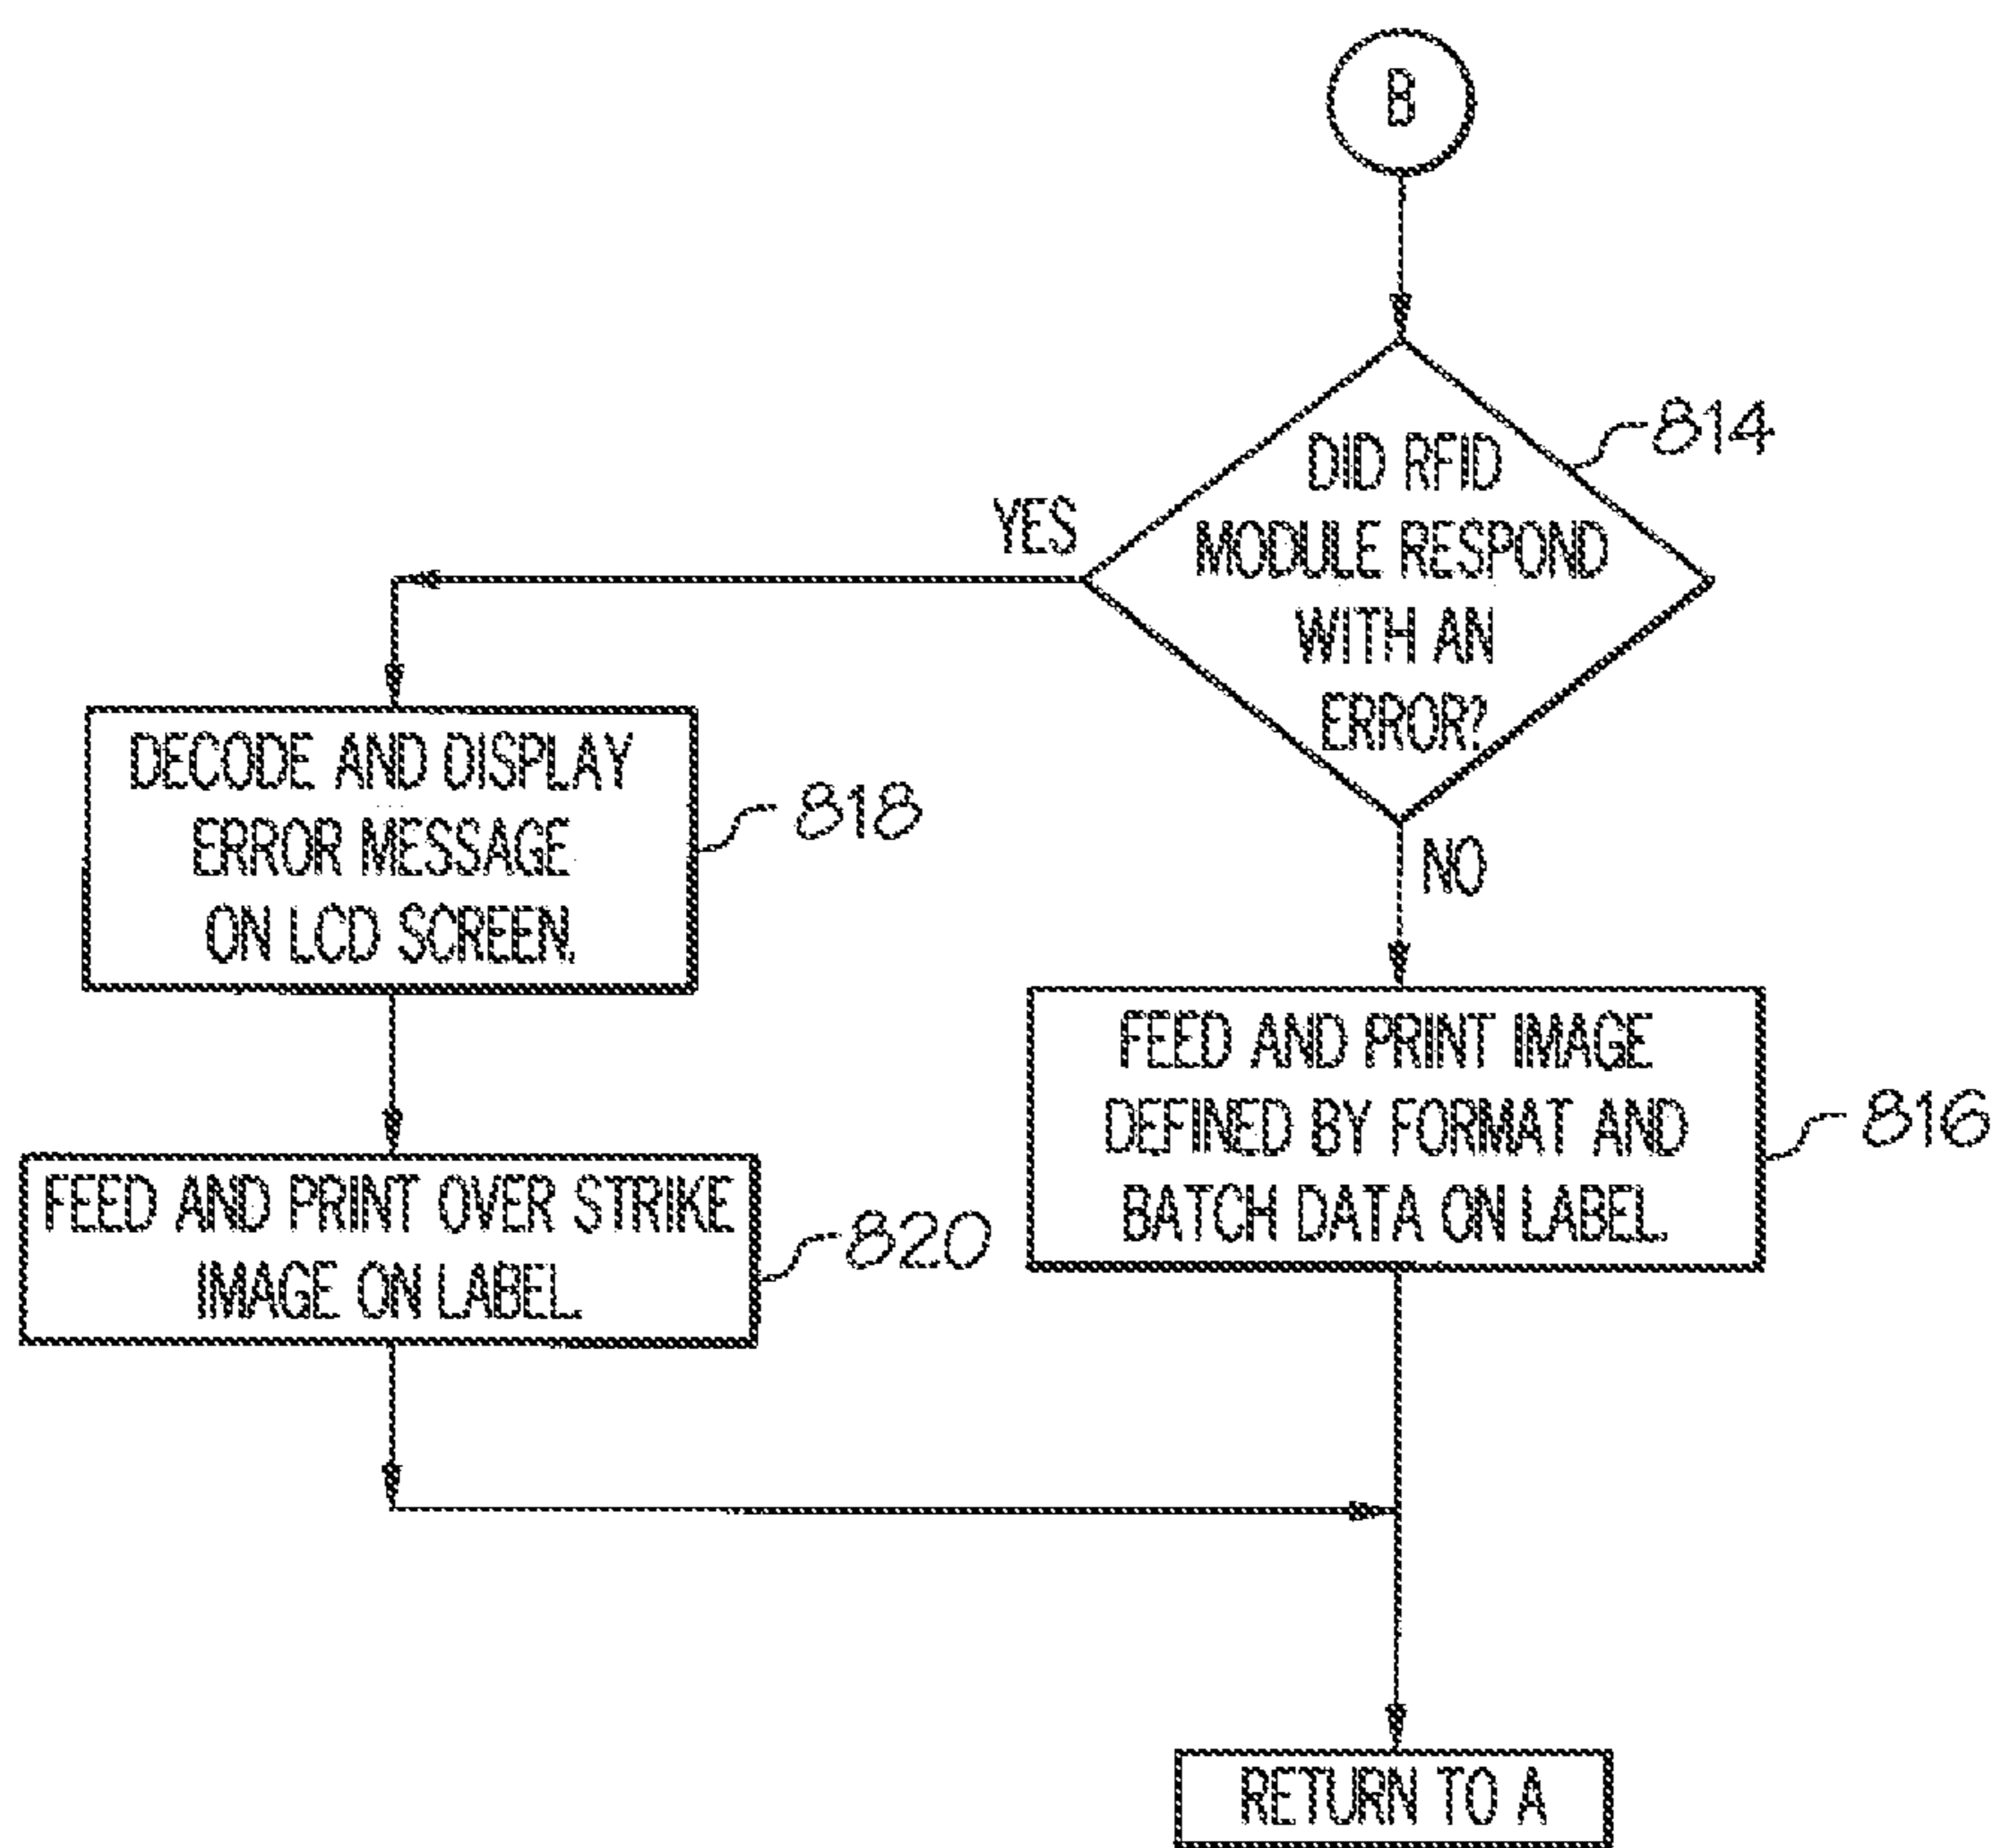 B
DID RFID
MODULE RESPOND
WITH AN
ERROR?
814
YES
NO
DECODE AND DISPLAY
ERROR MESSAGE
ON LCD SCREEN.
818
FEED AND PRINT IMAGE
DEFINED BY FORMAT AND
BATCH DATA ON LABEL.
816
FEED AND PRINT OVER STRIKE
IMAGE ON LABEL.
820
RETURN TO A